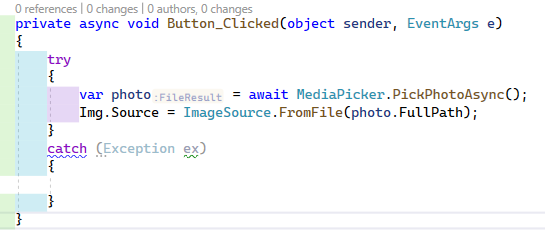 0 references | 0 changes | 0 authors, 0 changes
private async void Button_Clicked(object sender, EventArgs e)
{
try
{
var photo :FileResult = await MediaPicker.PickPhotoAsync();
Img.Source = ImageSource.FromFile(photo.FullPath);
}
catch (Exception ex)
{
}
}